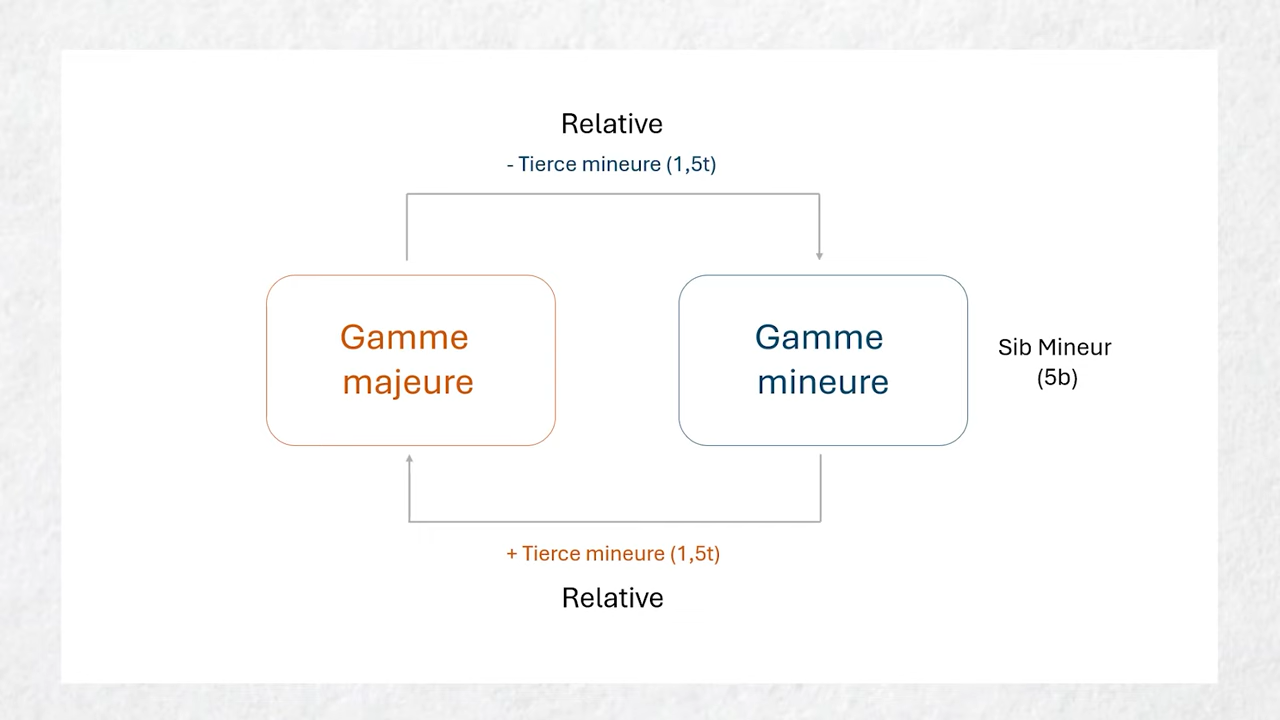 Relative
- Tierce mineure (1,5t)
Gamme
majeure
Gamme
mineure
Sib Mineur
(5b)
+ Tierce mineure (1,5t)
Relative